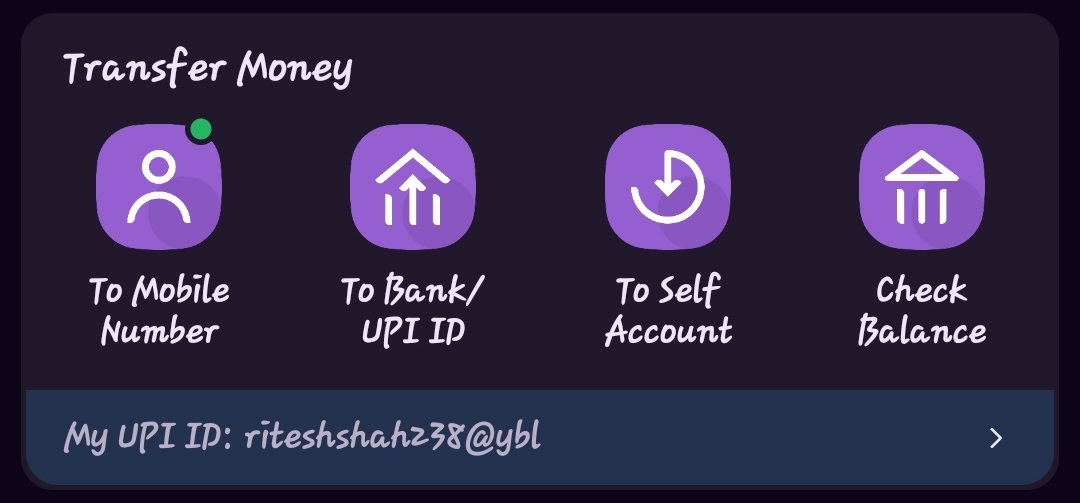 Transfer Money
To Mobile
Number
To Bank/
UPI ID
To Self
Account
Check
Balance
My UPI ID: riteshshah238@ybl